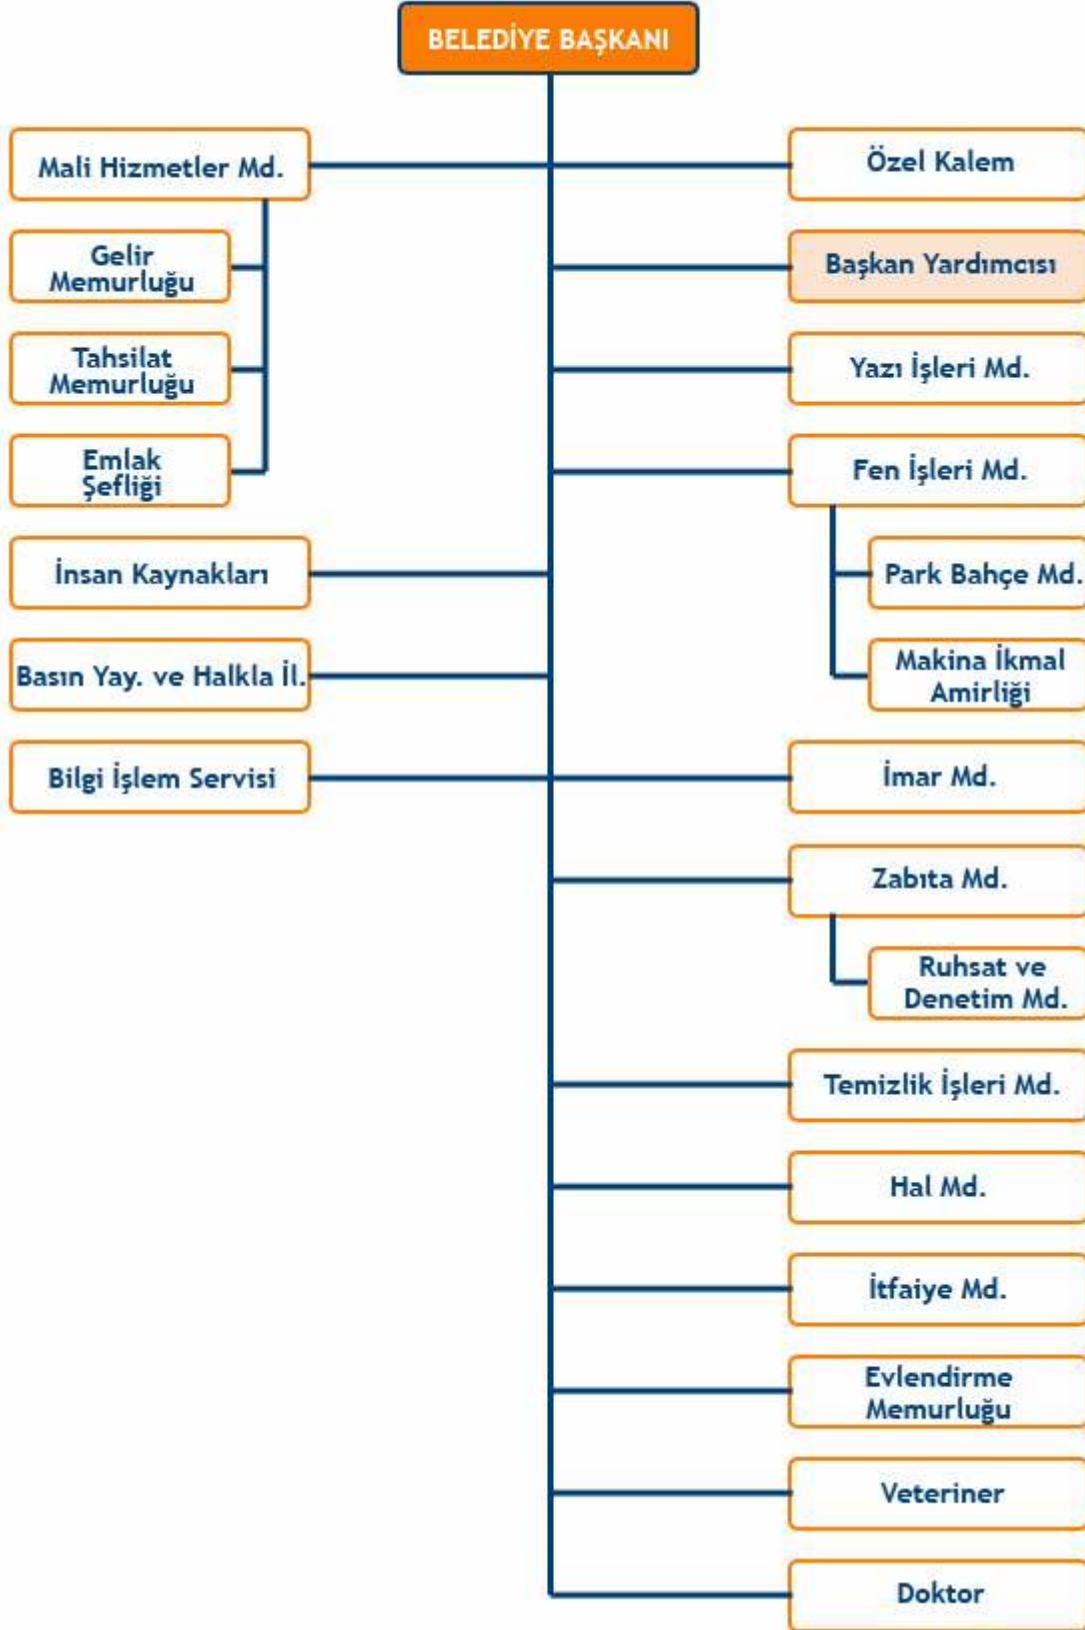 BELEDİYE BAŞKANI
Mali Hizmetler Md.
Özel Kalem
Gelir
Memurluğu
Başkan Yardımcısı
Tahsilat
Memurluğu
Yazı İşleri Md.
Emlak
Şefliği
Fen İşleri Md.
İnsan Kaynakları
Park Bahçe Md.
Basın Yay. ve Halkla İl.
Makina İkmal
Amirliği
Bilgi İşlem Servisi
İmar Md.
Zabıta Md.
Ruhsat ve
Denetim Md.
Temizlik İşleri Md.
Hal Md.
İtfaiye Md.
Evlendirme
Memurluğu
Veteriner
Doktor